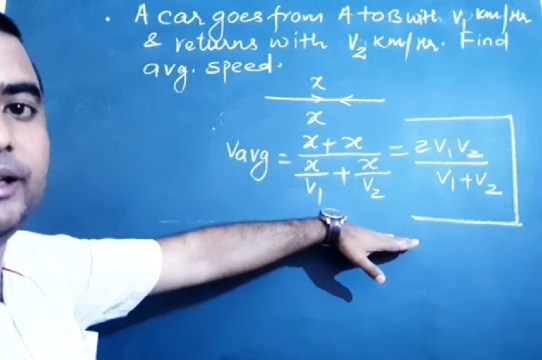 . A car goes from A to B with V₁ km/Hr
& returns with V₂ km/Hr. Find
avg. speed.
x
x
Vavg = (x + x) / (x/V₁ + x/V₂) = 2V₁V₂ / (V₁+V₂)